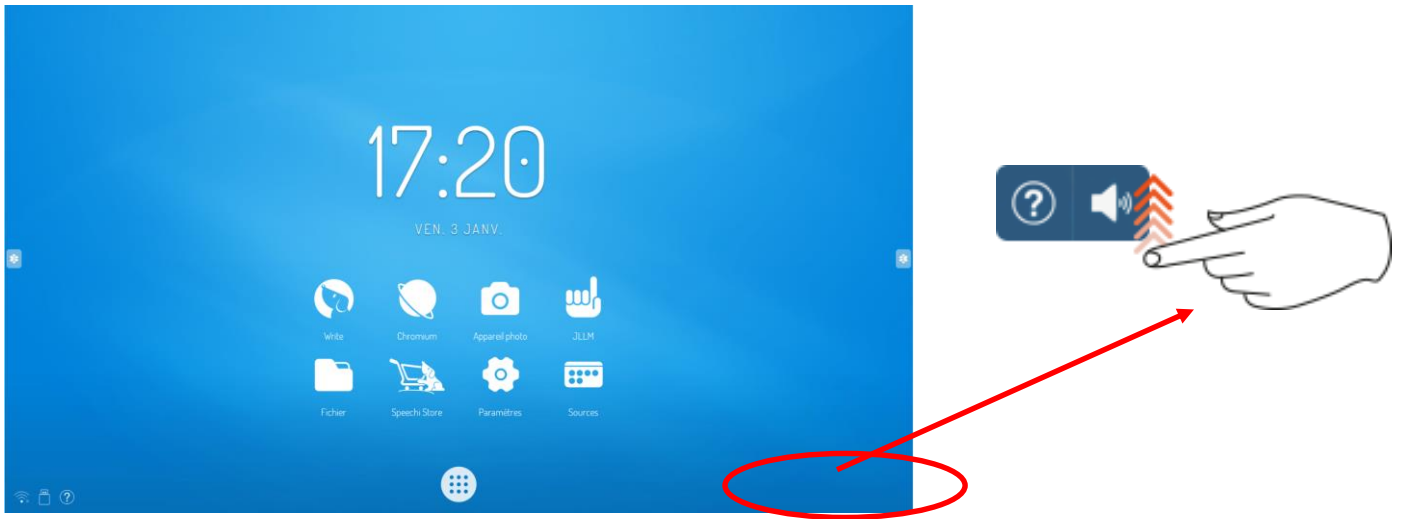 17:20
VEN. 3 JANV.
Write Chromium Appareil photo JLLM
Fichier Speechi Store Paramètres Sources